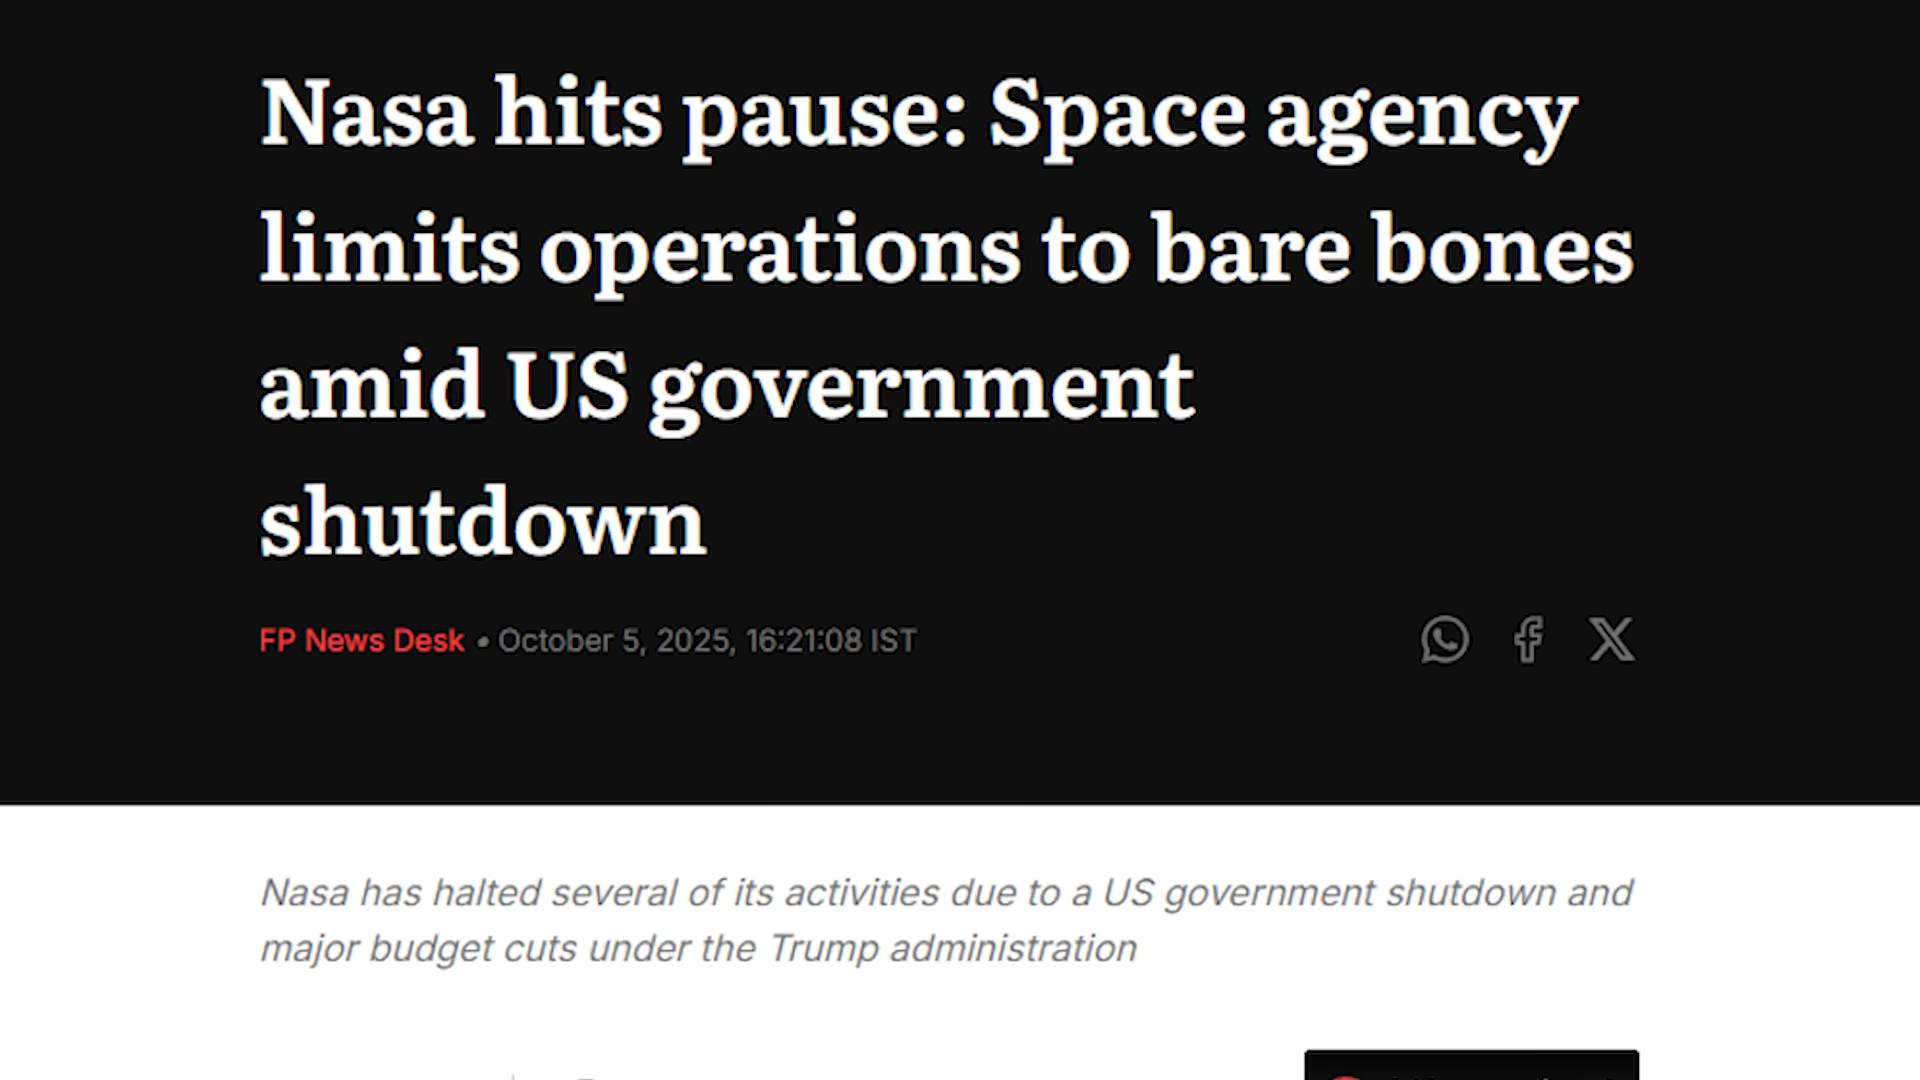 Nasa hits pause: Space agency
limits operations to bare bones
amid US government
shutdown
FP News Desk • October 5, 2025, 16:21:08 IST
Nasa has halted several of its activities due to a US government shutdown and
major budget cuts under the Trump administration